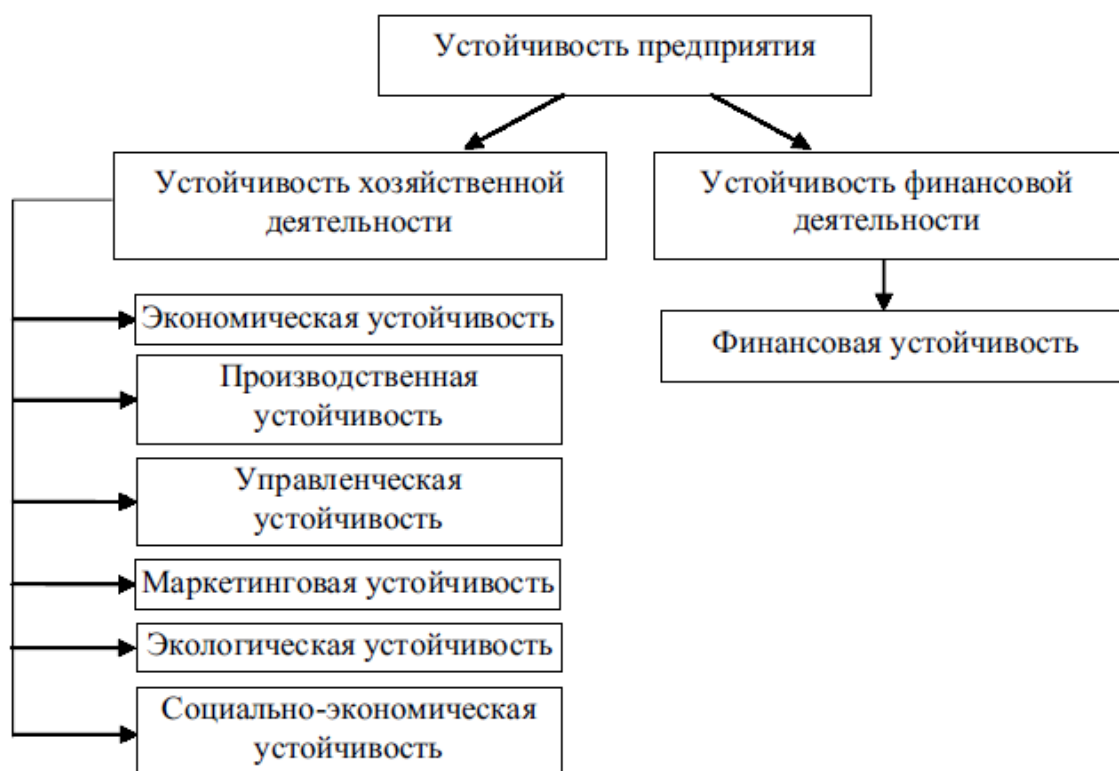 Устойчивость предприятия
Устойчивость хозяйственной
деятельности
Устойчивость финансовой
деятельности
Экономическая устойчивость
Финансовая устойчивость
Производственная
устойчивость
Управленческая
устойчивость
Маркетинговая устойчивость
Экологическая устойчивость
Социально-экономическая
устойчивость